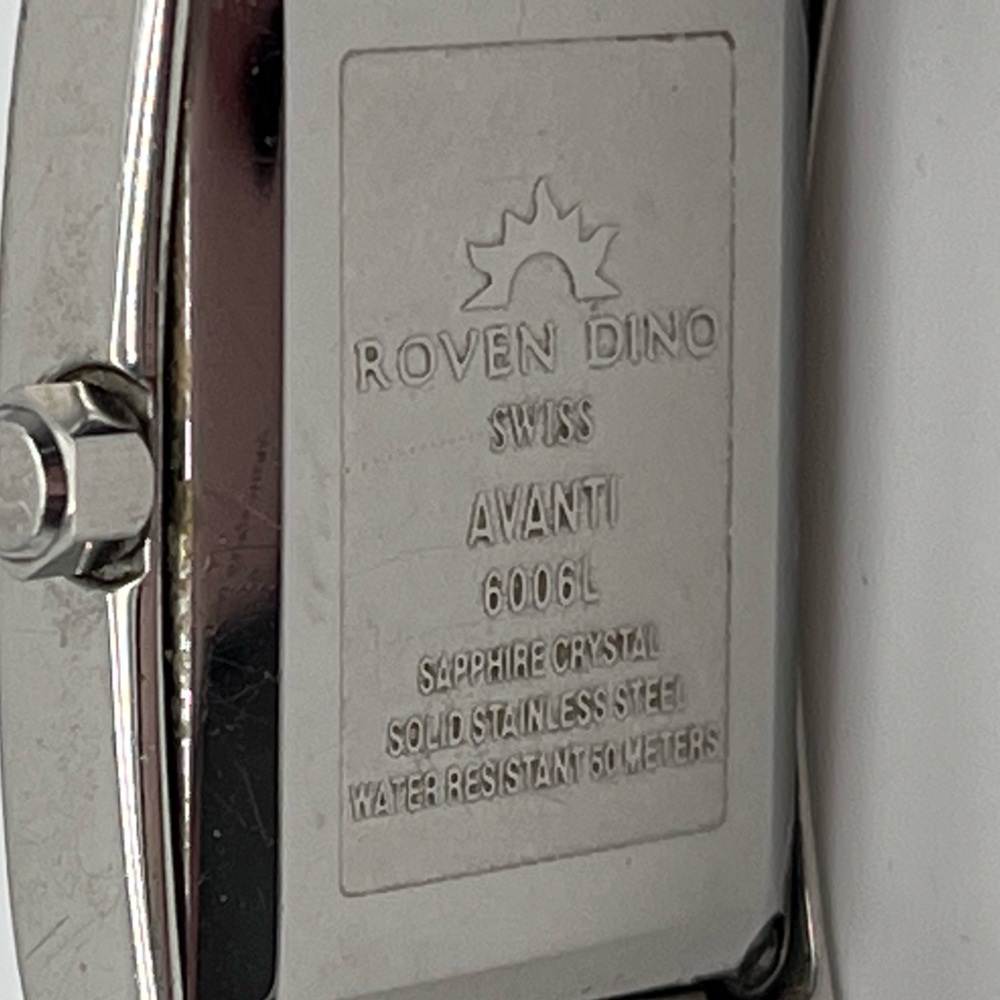 ROVEN DINO
SWISS
AVANTI
6006L
SAPPHIRE CRYSTAL
SOLID STAINLESS STEEL
WATER RESISTANT 50 METERS